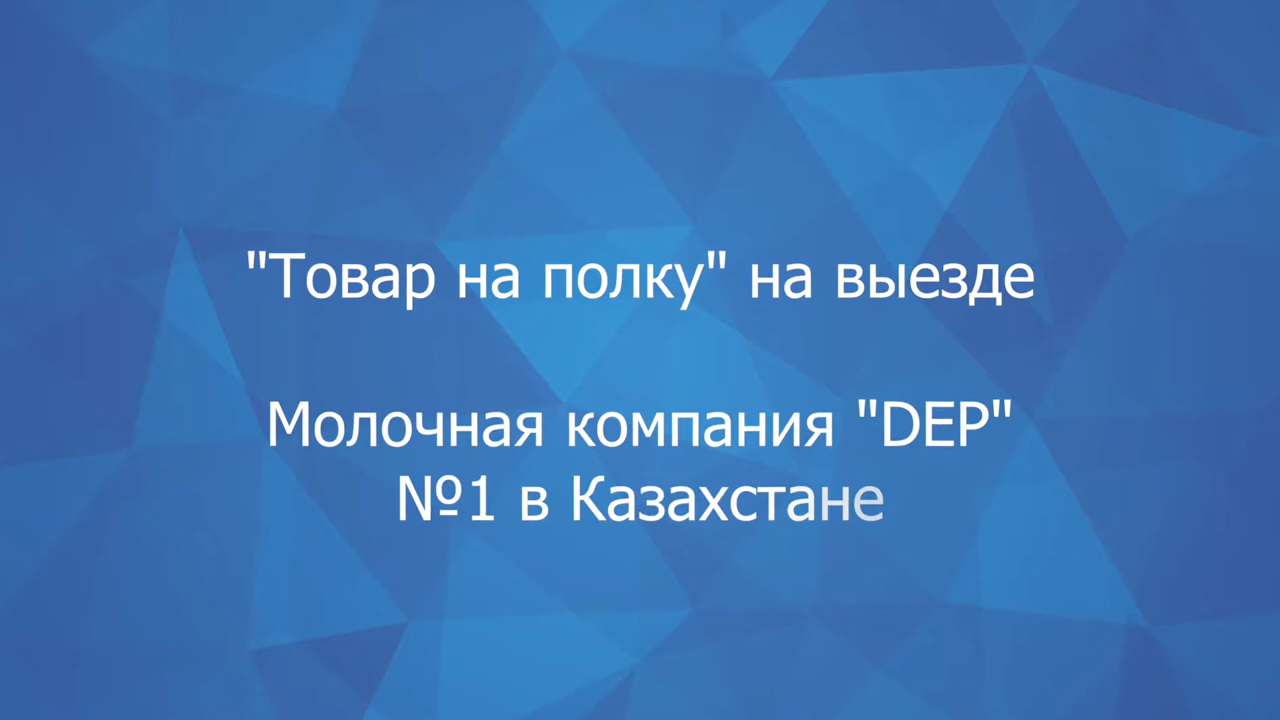 "Товар на полку" на выезде
Молочная компания "DEP"
№1 в Казахстане